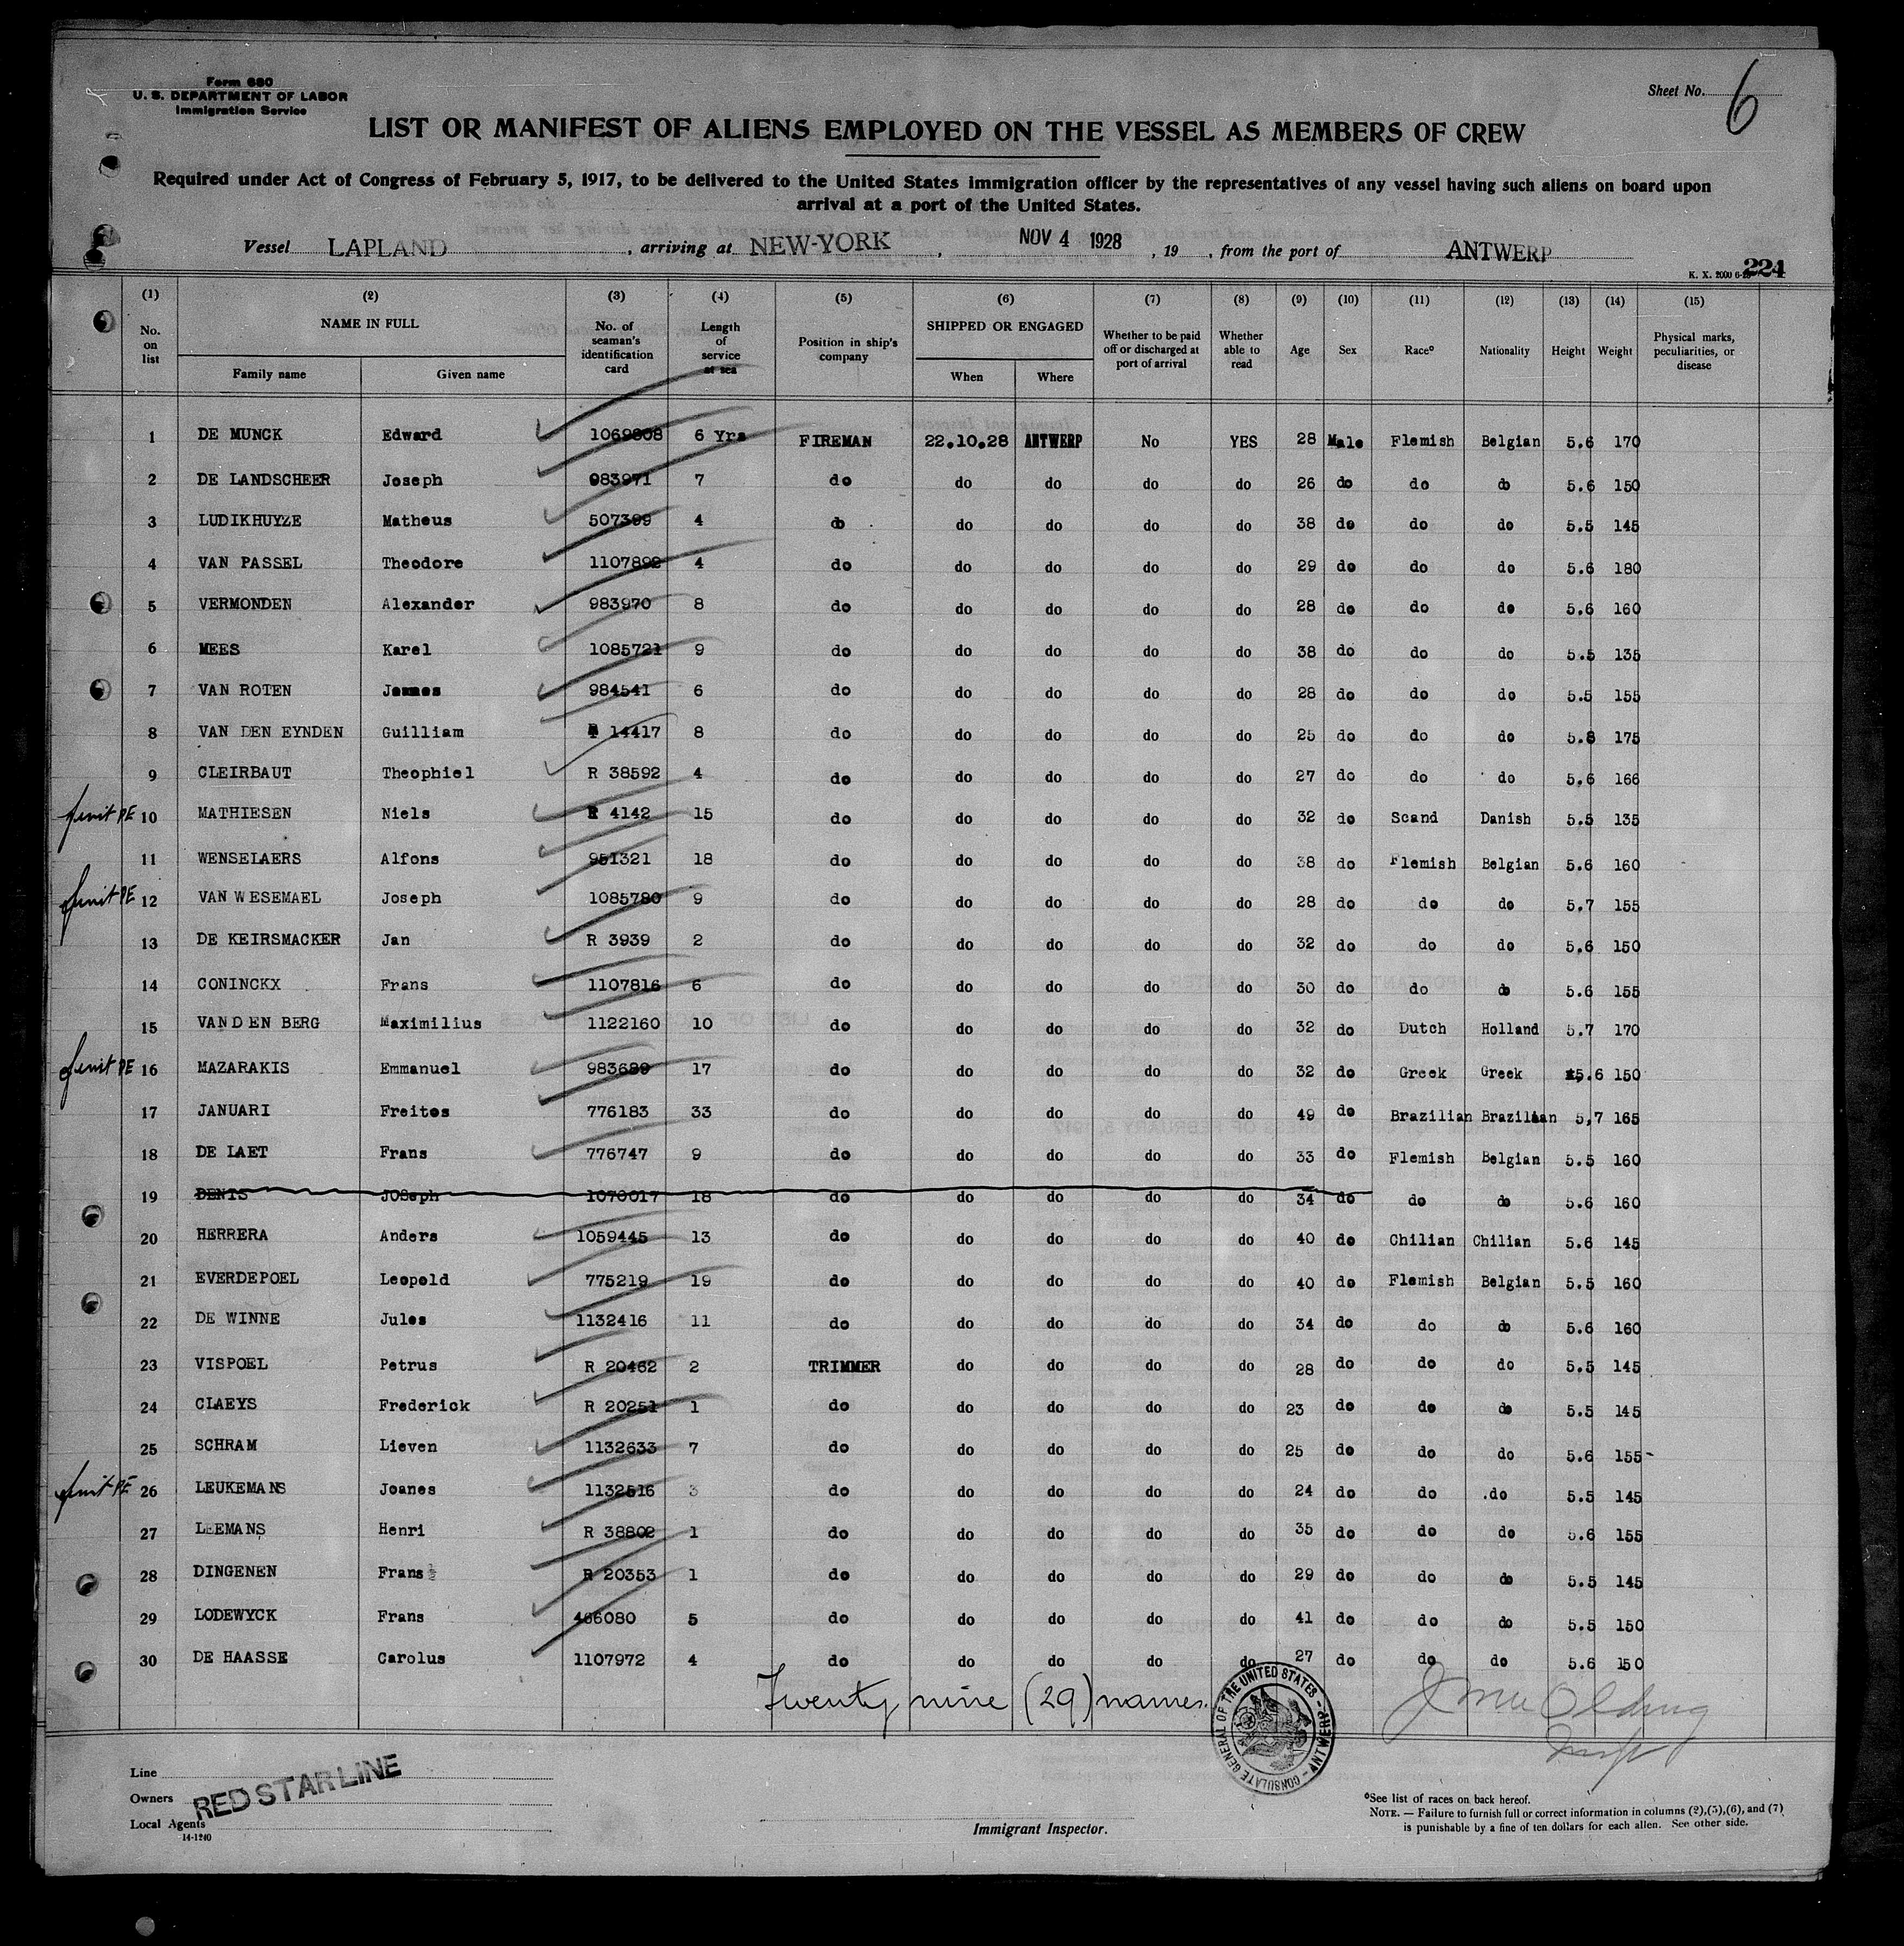 Form 680
U. S. DEPARTMENT OF LABOR
Immigration Service
Sheet No. 6
LIST OR MANIFEST OF ALIENS EMPLOYED ON THE VESSEL AS MEMBERS OF CREW
Required under Act of Congress of February 5, 1917, to be delivered to the United States immigration officer by the representatives of any vessel having such aliens on board upon
arrival at a port of the United States.
Vessel LAPLAND, arriving at NEW-YORK, NOV 4 1928, 19 , from the port of ANTWERP
K. X. 2000 224
(1) (2) (3) (4) (5) (6) (7) (8) (9) (10) (11) (12) (13) (14) (15)
No. on list NAME IN FULL Family name Given name No. of seaman's identification card Length of service at sea Position in ship's company SHIPPED OR ENGAGED When Where Whether to be paid off or discharged at port of arrival Whether able to read Age Sex Race° Nationality Height Weight Physical marks, peculiarities, or disease
1 DE MUNCK Edward 1069808 6 Yrs FIREMAN 22.10.28 ANTWERP No YES 28 Male Flemish Belgian 5.6 170
2 DE LANDSCHEER Joseph 983971 7 do do do do do 26 do do do 5.6 150
3 LUDIKHUYZE Matheus 507399 4 do do do do do 38 do do do 5.5 145
4 VAN PASSEL Theodore 1107892 4 do do do do do 29 do do do 5.6 180
5 VERMONDEN Alexander 983970 8 do do do do do 28 do do do 5.6 160
6 MEES Karel 1085721 9 do do do do do 38 do do do 5.5 135
7 VAN ROTEN 984541 6 do do do do do 28 do do do 5.5 155
8 VAN DEN EYNDEN Guilliam 14417 8 do do do do do 25 do do do 5.8 175
9 CLEIRBAUT Theophiel R 38592 4 do do do do do 27 do do do 5.6 166
10 MATHIESEN Niels R 4142 15 do do do do do 32 do Scand Danish 5.5 135
11 WENSELAERS Alfons 951321 18 do do do do do 38 do Flemish Belgian 5.6 160
12 VAN WESEMAEL Joseph 1085780 9 do do do do do 28 do do do 5.7 155
13 DE KEIRSMACKER Jan R 3939 2 do do do do do 32 do do do 5.6 150
14 CONINCKX Frans 1107816 6 do do do do do 30 do do do 5.6 155
15 VAN DEN BERG Maximilius 1122160 10 do do do do do 32 do Dutch Holland 5.7 170
16 MAZARAKIS Emmanuel 983689 17 do do do do do 32 do Greek Greek 5.6 150
17 JANUARI Freitos 776183 33 do do do do do 49 do Brazilian Brazilian 5,7 165
18 DE LAET Frans 776747 9 do do do do do 33 do Flemish Belgian 5.5 160
19 DENIS JOSeph 1070017 18 do do do do do 34 do do do 5.6 160
20 HERRERA Anders 1059445 13 do do do do do 40 do Chilian Chilian 5.6 145
21 EVERDEPOEL Leopold 775219 19 do do do do do 40 do Flemish Belgian 5.5 160
22 DE WINNE Jules 1132416 11 do do do do do 34 do do do 5.6 160
23 VISPOEL Petrus R 20462 2 TRIMMER do do do do 28 do do do 5.5 145
24 CLAEYS Frederick R 20251 1 do do do do do 23 do do do 5.5 145
25 SCHRAM Lieven 1132633 7 do do do do do 25 do do do 5.6 155
26 LEUKEMANS Joanes 1132516 3 do do do do do 24 do do do 5.5 145
27 LEEMANS Henri R 38802 1 do do do do do 35 do do do 5.6 155
28 DINGENEN Frans R 20353 1 do do do do do 29 do do do 5.5 145
29 LODEWYCK Frans 466080 5 do do do do do 41 do do do 5.5 150
30 DE HAASSE Carolus 1107972 4 do do do do do 27 do do do 5.6 150
Twenty nine (29) names.
CONSULATE GENERAL OF THE UNITED STATES - ANTWERP -
Line
Owners
Local Agents
RED STAR LINE
14-1240
Immigrant Inspector.
°See list of races on back hereof.
NOTE. — Failure to furnish full or correct information in columns (2),(5),(6), and (7)
is punishable by a fine of ten dollars for each alien. See other side.